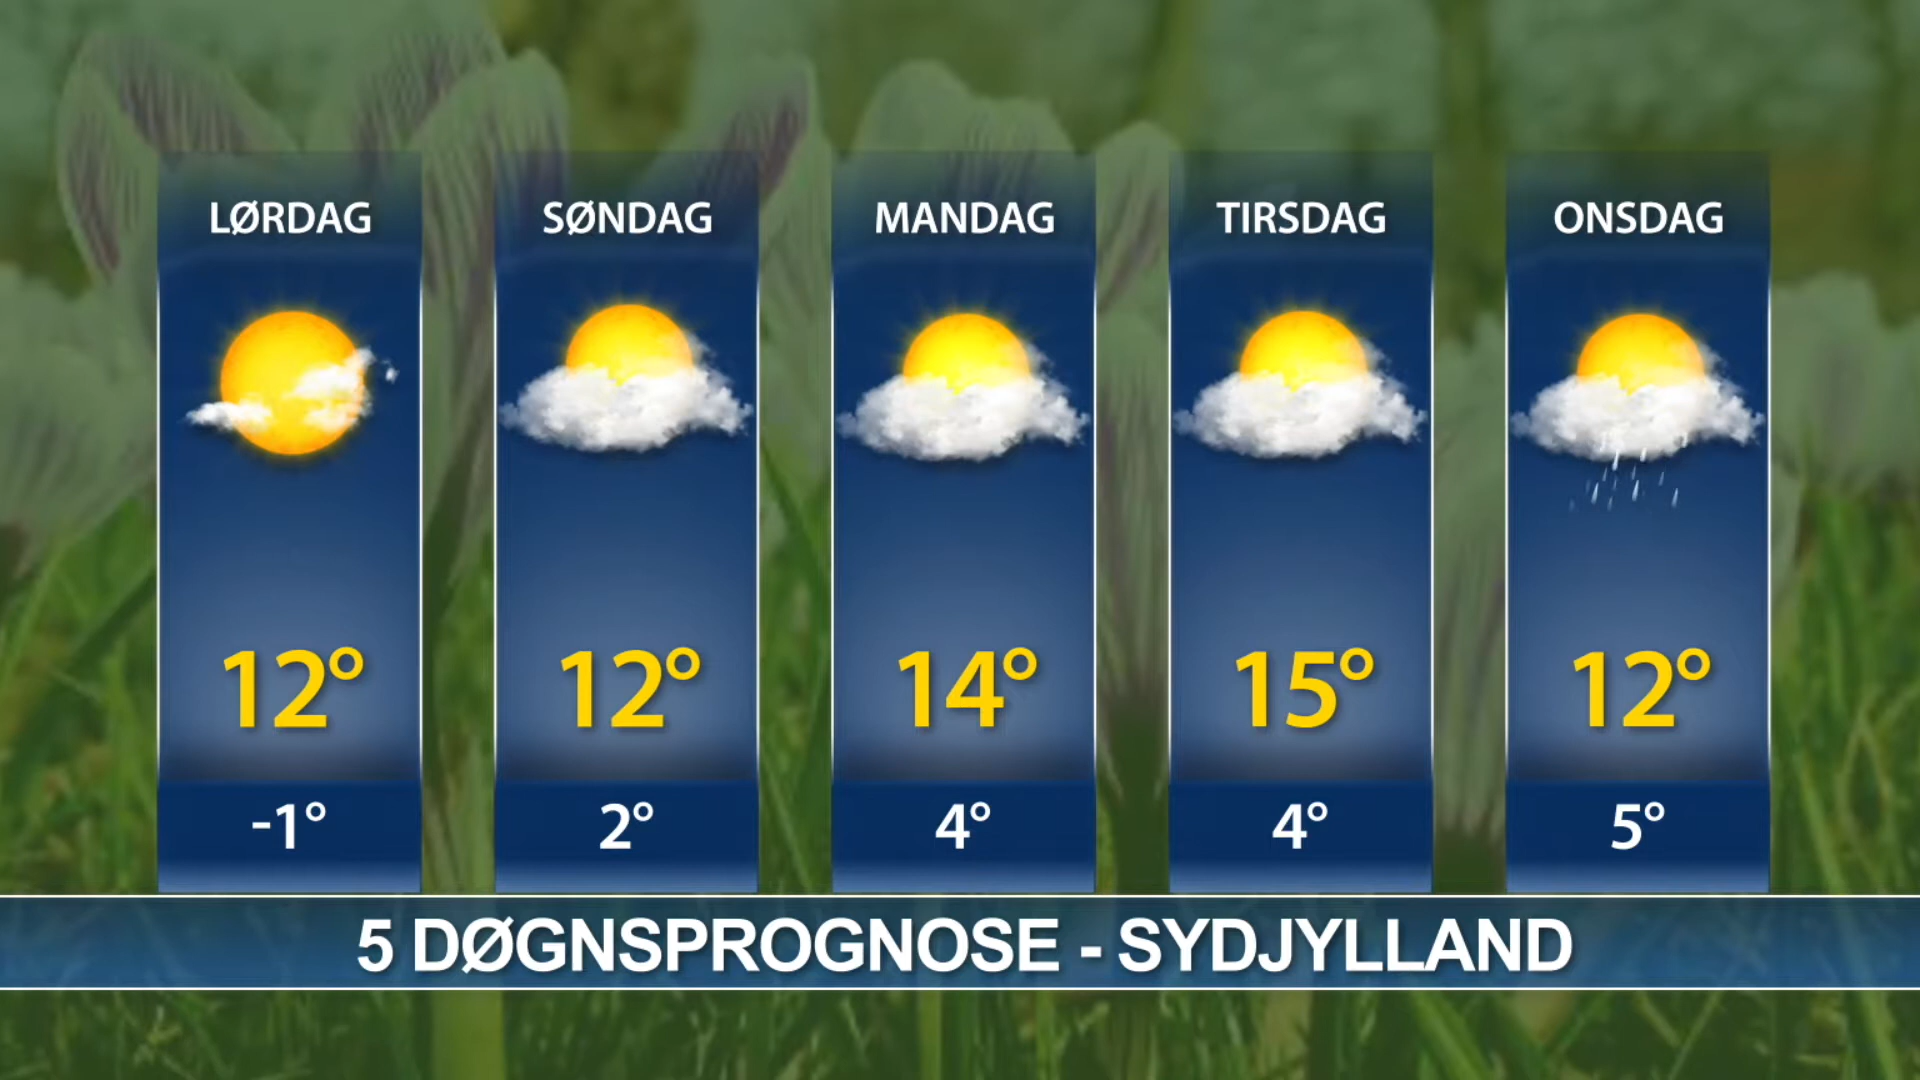 LØRDAG SØNDAG MANDAG TIRSDAG ONSDAG
12° 12° 14° 15° 12°
-1° 2° 4° 4° 5°
5 DØGNSPROGNOSE - SYDJYLLAND